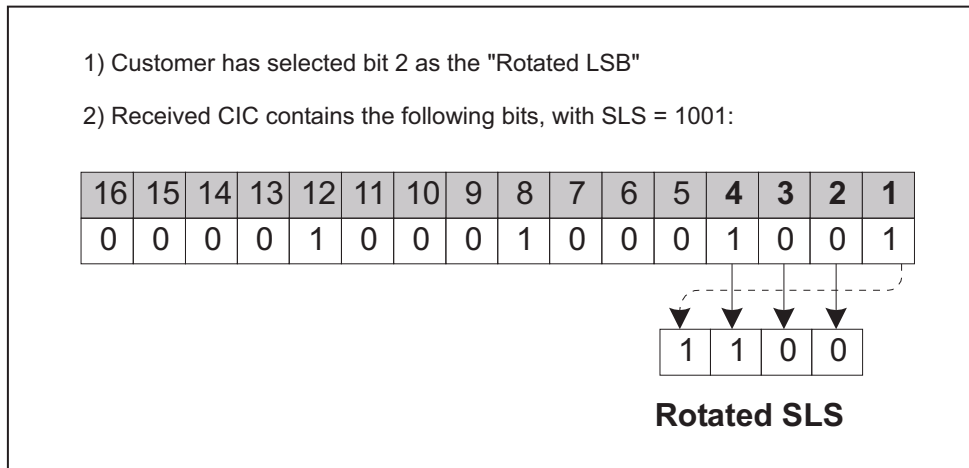 1) Customer has selected bit 2 as the "Rotated LSB"
2) Received CIC contains the following bits, with SLS = 1001:
16 15 14 13 12 11 10 9 8 7 6 5 4 3 2 1
0 0 0 0 1 0 0 0 1 0 0 0 1 0 0 1
1 1 0 0
Rotated SLS